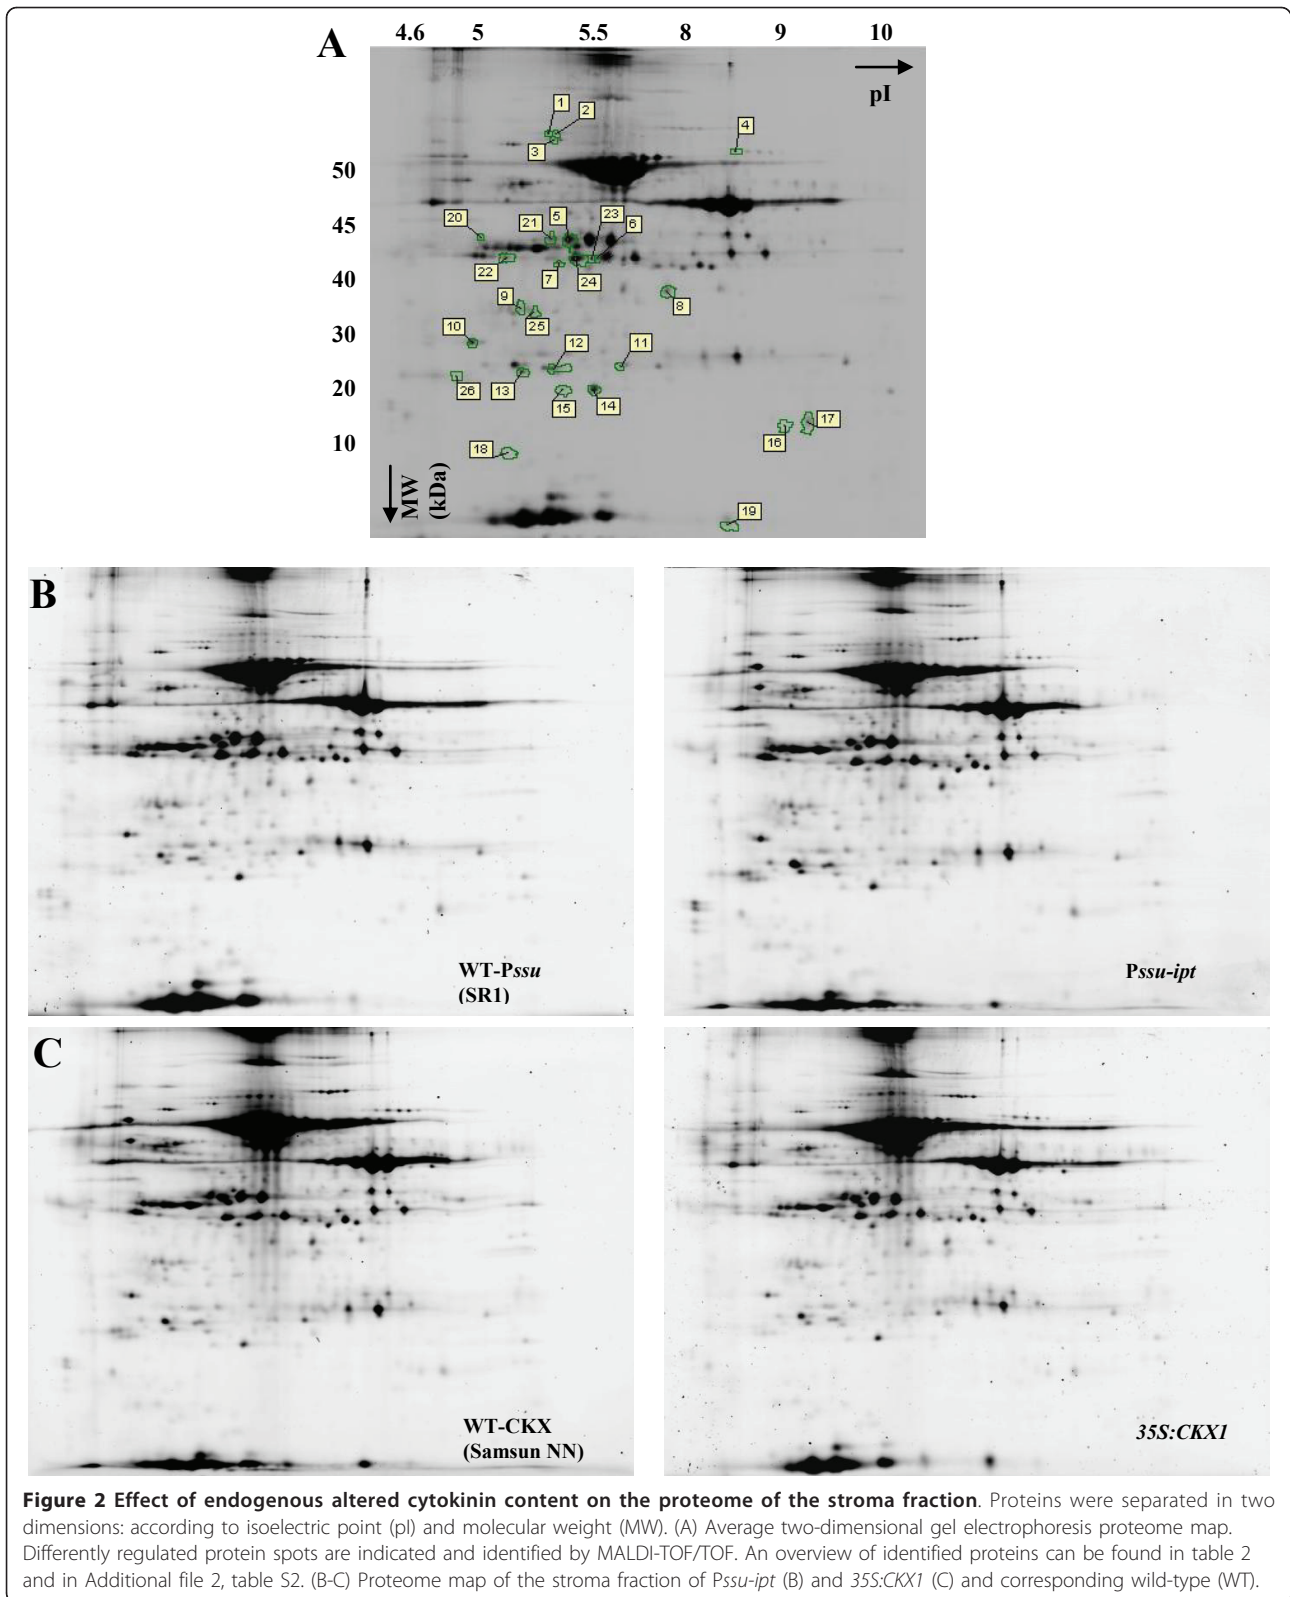 4.6 5 5.5 8 9 10
A
pI
1 2
4
3
50
20 21 5 23 6
45
22 7 24
40
9 25 8
10 12 11
30
26 13 15 14
20
16 17
18
10
MW
(kDa)
19
B
WT-Pssu
(SR1)
Pssu-ipt
C
WT-CKX
(Samsun NN)
35S:CKX1
Figure 2 Effect of endogenous altered cytokinin content on the proteome of the stroma fraction. Proteins were separated in two
dimensions: according to isoelectric point (pI) and molecular weight (MW). (A) Average two-dimensional gel electrophoresis proteome map.
Differently regulated protein spots are indicated and identified by MALDI-TOF/TOF. An overview of identified proteins can be found in table 2
and in Additional file 2, table S2. (B-C) Proteome map of the stroma fraction of Pssu-ipt (B) and 35S:CKX1 (C) and corresponding wild-type (WT).